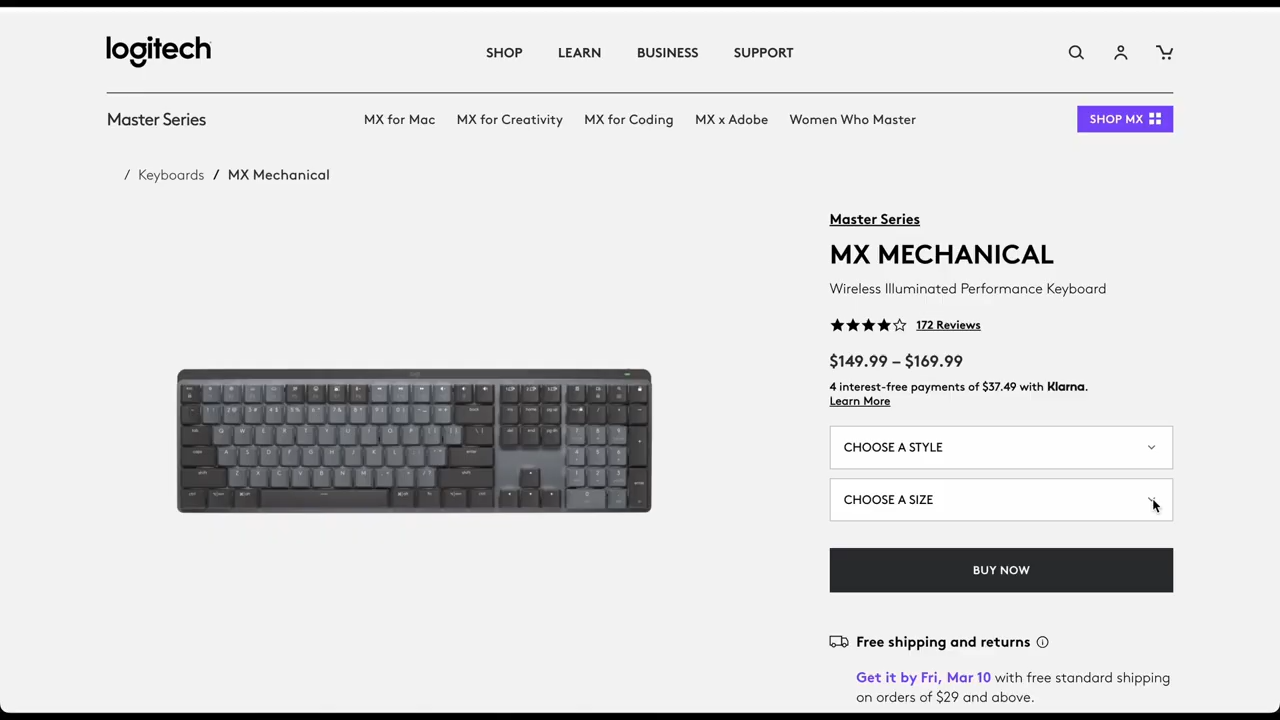 logitech
SHOP LEARN BUSINESS SUPPORT
Master Series
MX for Mac MX for Creativity MX for Coding MX x Adobe Women Who Master
SHOP MX
/ Keyboards / MX Mechanical
Master Series
MX MECHANICAL
Wireless Illuminated Performance Keyboard
172 Reviews
$149.99 – $169.99
4 interest-free payments of $37.49 with Klarna.
Learn More
CHOOSE A STYLE
CHOOSE A SIZE
BUY NOW
Free shipping and returns
Get it by Fri, Mar 10 with free standard shipping
on orders of $29 and above.